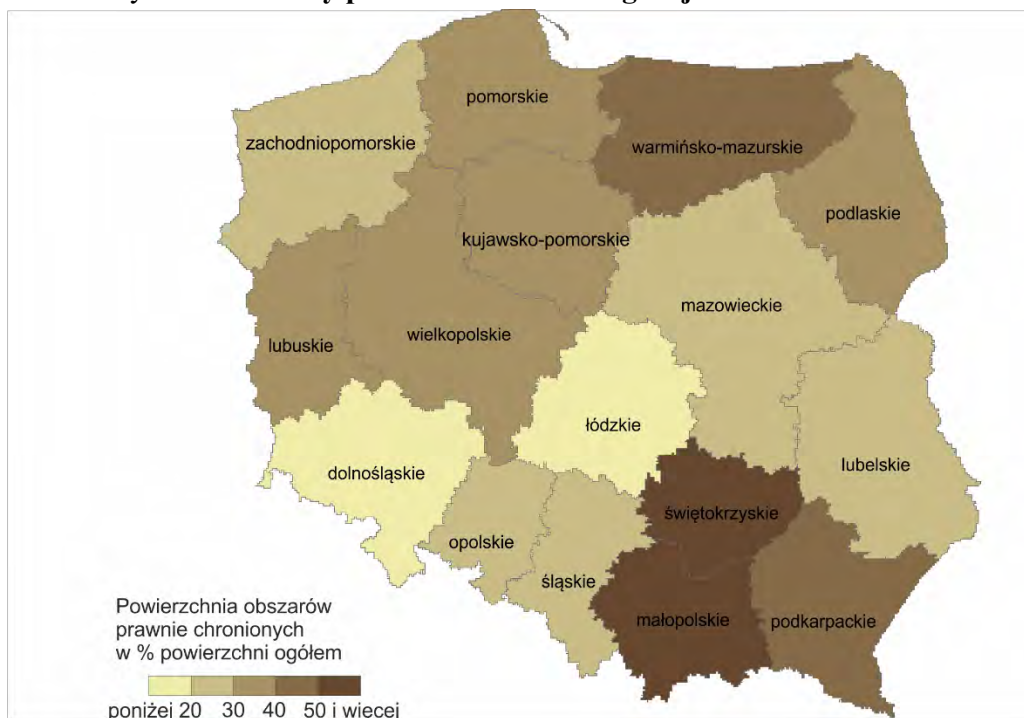 pomorskie
zachodniopomorskie
warmińsko-mazurskie
podlaskie
kujawsko-pomorskie
mazowieckie
wielkopolskie
lubuskie
łódzkie
lubelskie
dolnośląskie
świętokrzyskie
opolskie
śląskie
małopolskie
podkarpackie
Powierzchnia obszarów
prawnie chronionych
w % powierzchni ogółem
poniżej 20 30 40 50 i więcej